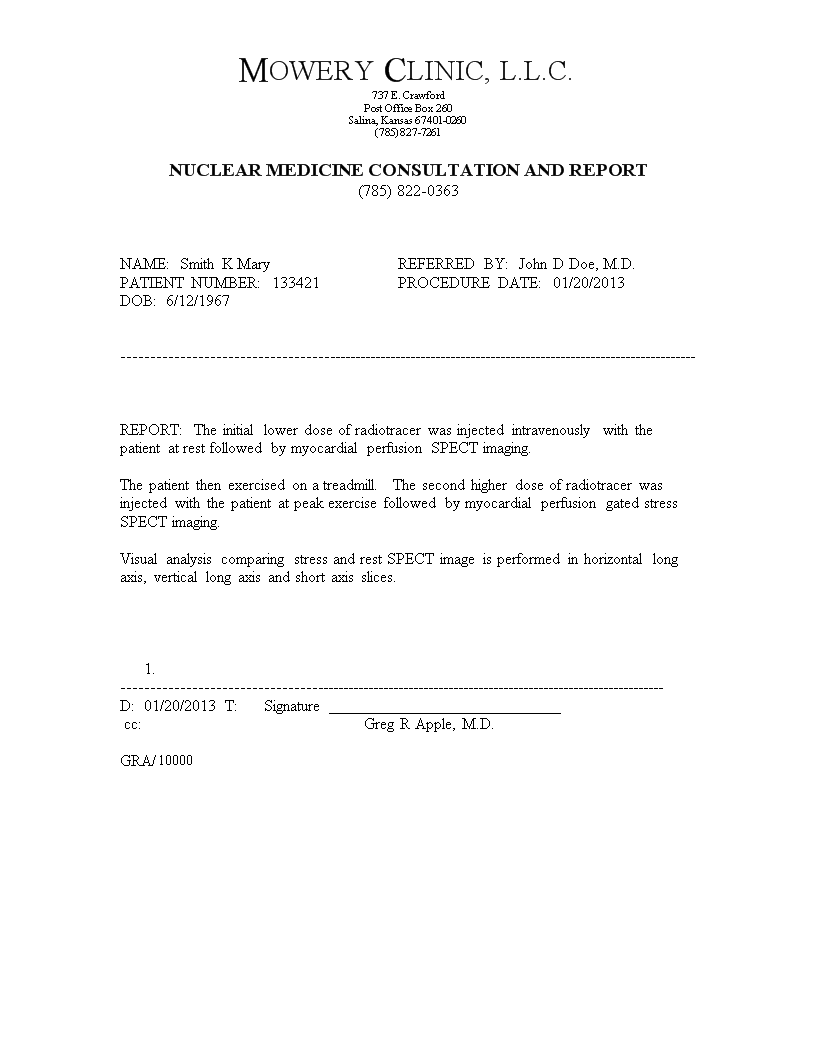 MOWERY CLINIC, L.L.C.
737 E. Crawford
Post Office Box 260
Salina, Kansas 67401-0260
(785)827-7261
NUCLEAR MEDICINE CONSULTATION AND REPORT
(785) 822-0363
NAME: Smith K Mary REFERRED BY: John D Doe, M.D.
PATIENT NUMBER: 133421 PROCEDURE DATE: 01/20/2013
DOB: 6/12/1967
REPORT: The initial lower dose of radiotracer was injected intravenously with the
patient at rest followed by myocardial perfusion SPECT imaging.
The patient then exercised on a treadmill. The second higher dose of radiotracer was
injected with the patient at peak exercise followed by myocardial perfusion gated stress
SPECT imaging.
Visual analysis comparing stress and rest SPECT image is performed in horizontal long
axis, vertical long axis and short axis slices.
1.
D: 01/20/2013 T: Signature ______________________________
cc: Greg R Apple, M.D.
GRA/10000